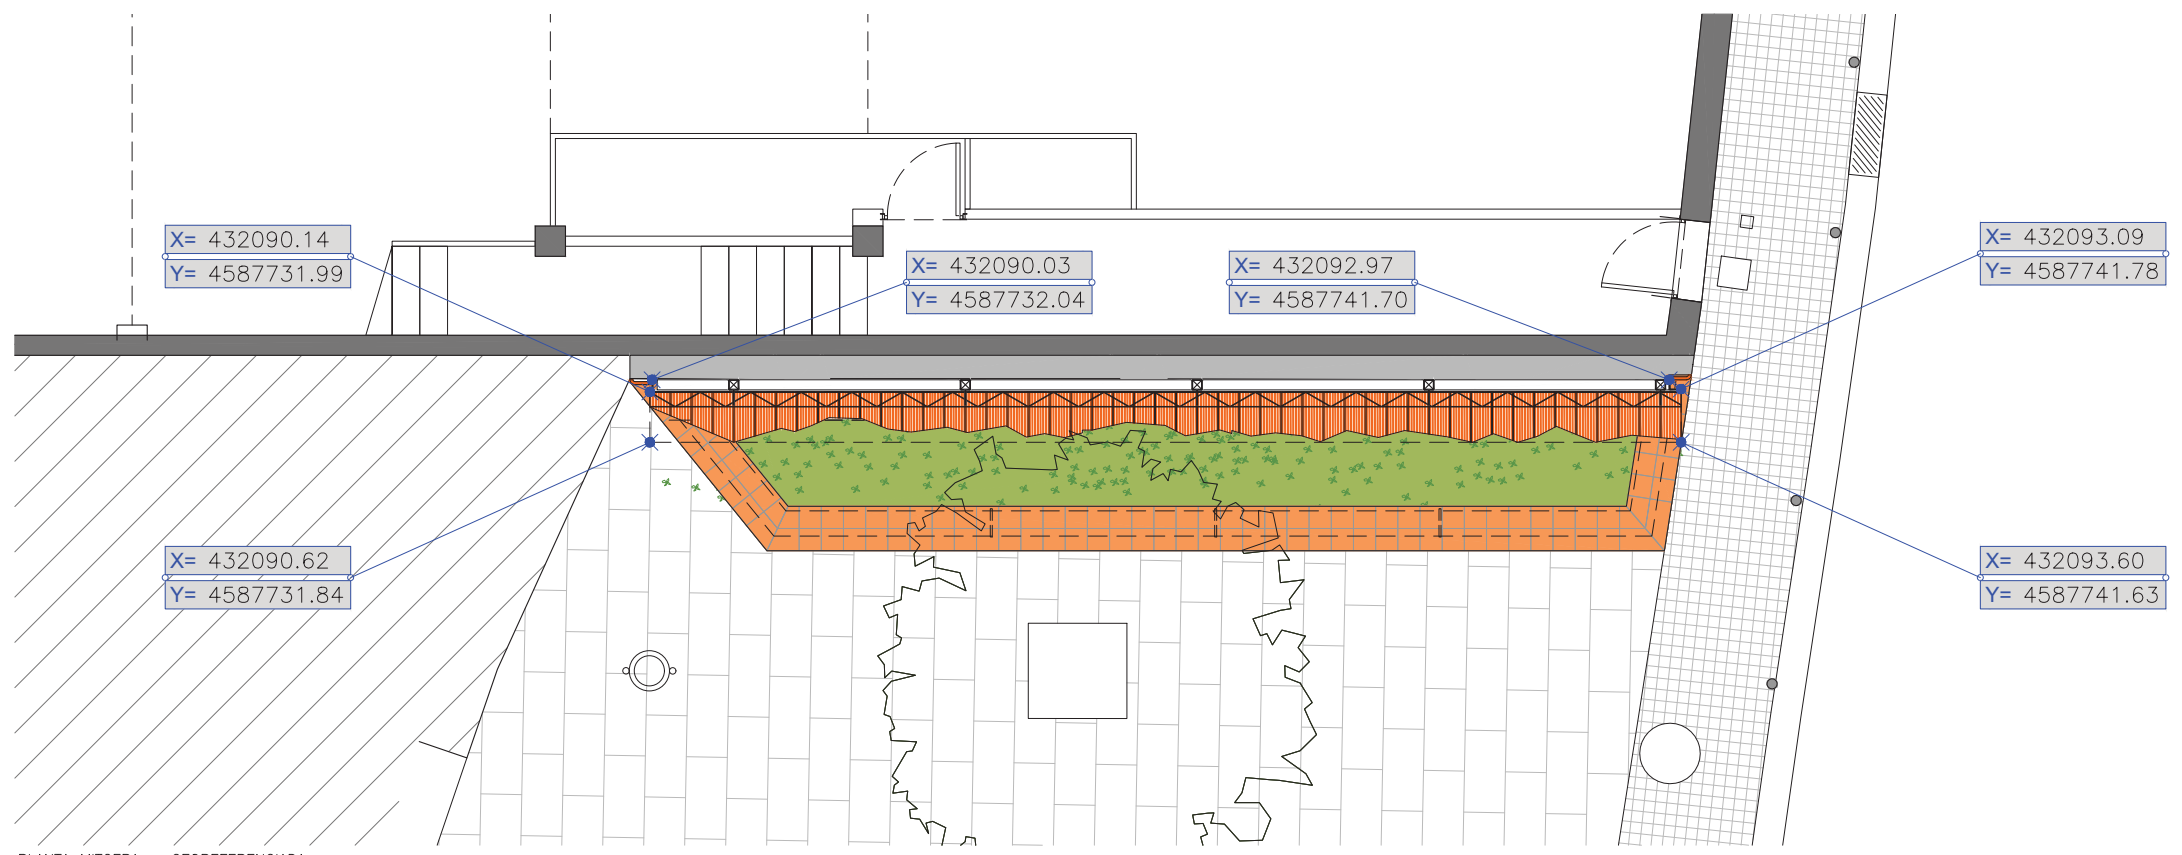 X= 432090.14
Y= 4587731.99
X= 432090.03
Y= 4587732.04
X= 432092.97
Y= 4587741.70
X= 432093.09
Y= 4587741.78
X= 432090.62
Y= 4587731.84
X= 432093.60
Y= 4587741.63